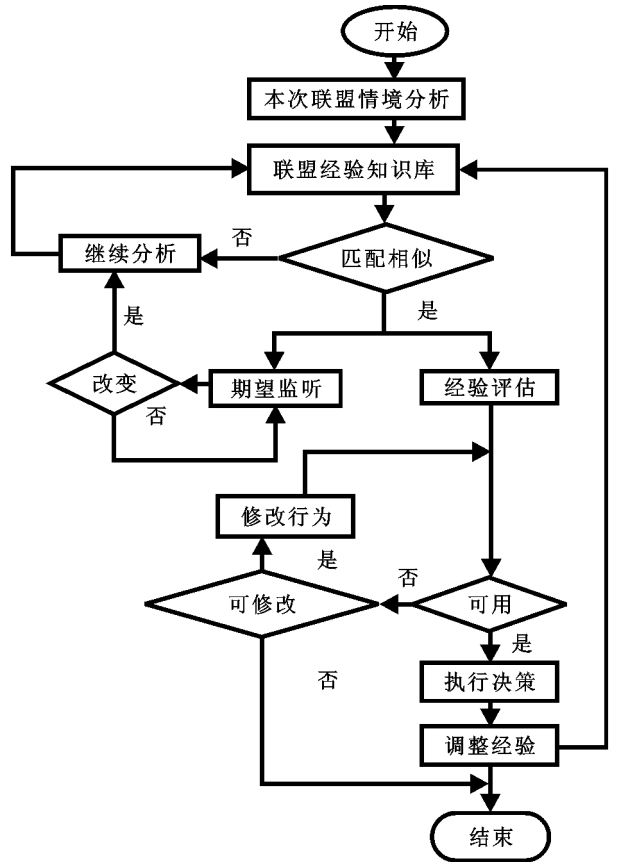 开始
本次联盟情境分析
联盟经验知识库
否
继续分析
匹配相似
是
是
改变
期望监听
经验评估
否
修改行为
是
否
可修改
可用
是
否
执行决策
调整经验
结束